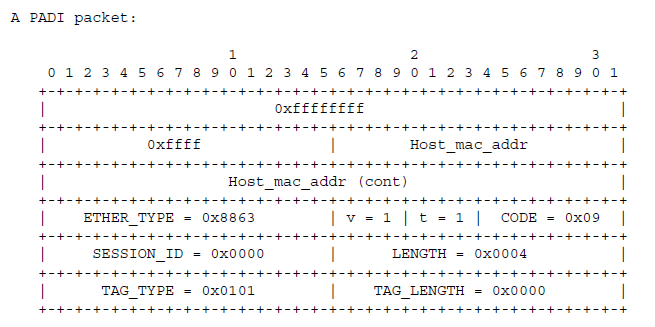 A PADI packet:
                     1                   2                   3
 0 1 2 3 4 5 6 7 8 9 0 1 2 3 4 5 6 7 8 9 0 1 2 3 4 5 6 7 8 9 0 1
+-+-+-+-+-+-+-+-+-+-+-+-+-+-+-+-+-+-+-+-+-+-+-+-+-+-+-+-+-+-+-+-+
|                         0xffffffff                            |
+-+-+-+-+-+-+-+-+-+-+-+-+-+-+-+-+-+-+-+-+-+-+-+-+-+-+-+-+-+-+-+-+
|           0xffff              |        Host_mac_addr          |
+-+-+-+-+-+-+-+-+-+-+-+-+-+-+-+-+-+-+-+-+-+-+-+-+-+-+-+-+-+-+-+-+
|                    Host_mac_addr (cont)                       |
+-+-+-+-+-+-+-+-+-+-+-+-+-+-+-+-+-+-+-+-+-+-+-+-+-+-+-+-+-+-+-+-+
|    ETHER_TYPE = 0x8863        | v = 1 | t = 1 |  CODE = 0x09  |
+-+-+-+-+-+-+-+-+-+-+-+-+-+-+-+-+-+-+-+-+-+-+-+-+-+-+-+-+-+-+-+-+
|     SESSION_ID = 0x0000       |      LENGTH = 0x0004          |
+-+-+-+-+-+-+-+-+-+-+-+-+-+-+-+-+-+-+-+-+-+-+-+-+-+-+-+-+-+-+-+-+
|      TAG_TYPE = 0x0101        |    TAG_LENGTH = 0x0000        |
+-+-+-+-+-+-+-+-+-+-+-+-+-+-+-+-+-+-+-+-+-+-+-+-+-+-+-+-+-+-+-+-+